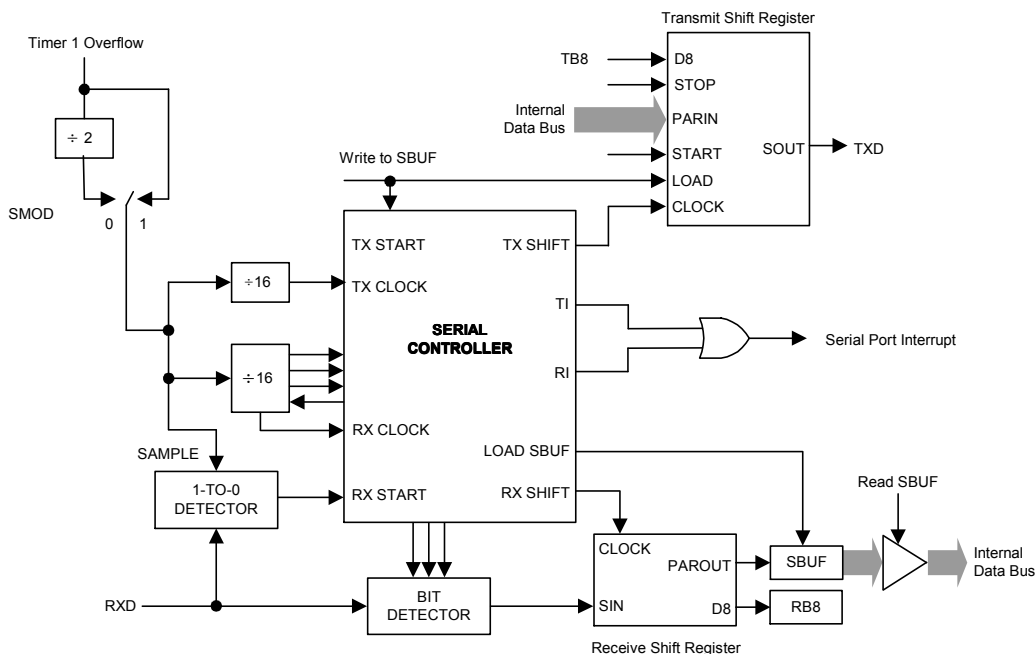 Transmit Shift Register
Timer 1 Overflow
TB8
D8
STOP
÷ 2
Internal
Data Bus
PARIN
START
SOUT
TXD
Write to SBUF
LOAD
CLOCK
SMOD
0
1
TX START
TX SHIFT
÷16
TX CLOCK
TI
SERIAL
CONTROLLER
Serial Port Interrupt
÷16
RI
RX CLOCK
SAMPLE
LOAD SBUF
1-TO-0
DETECTOR
RX START
RX SHIFT
Read SBUF
CLOCK
PAROUT
SBUF
Internal
Data Bus
RXD
BIT
DETECTOR
SIN
D8
RB8
Receive Shift Register